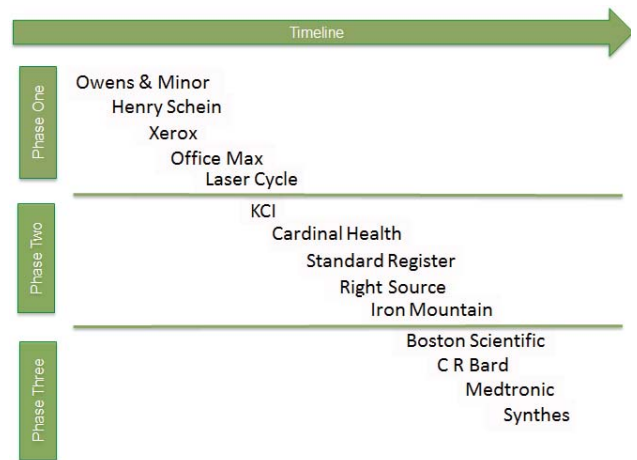 Timeline
Phase One
Owens & Minor
Henry Schein
Xerox
Office Max
Laser Cycle
Phase Two
KCI
Cardinal Health
Standard Register
Right Source
Iron Mountain
Phase Three
Boston Scientific
C R Bard
Medtronic
Synthes